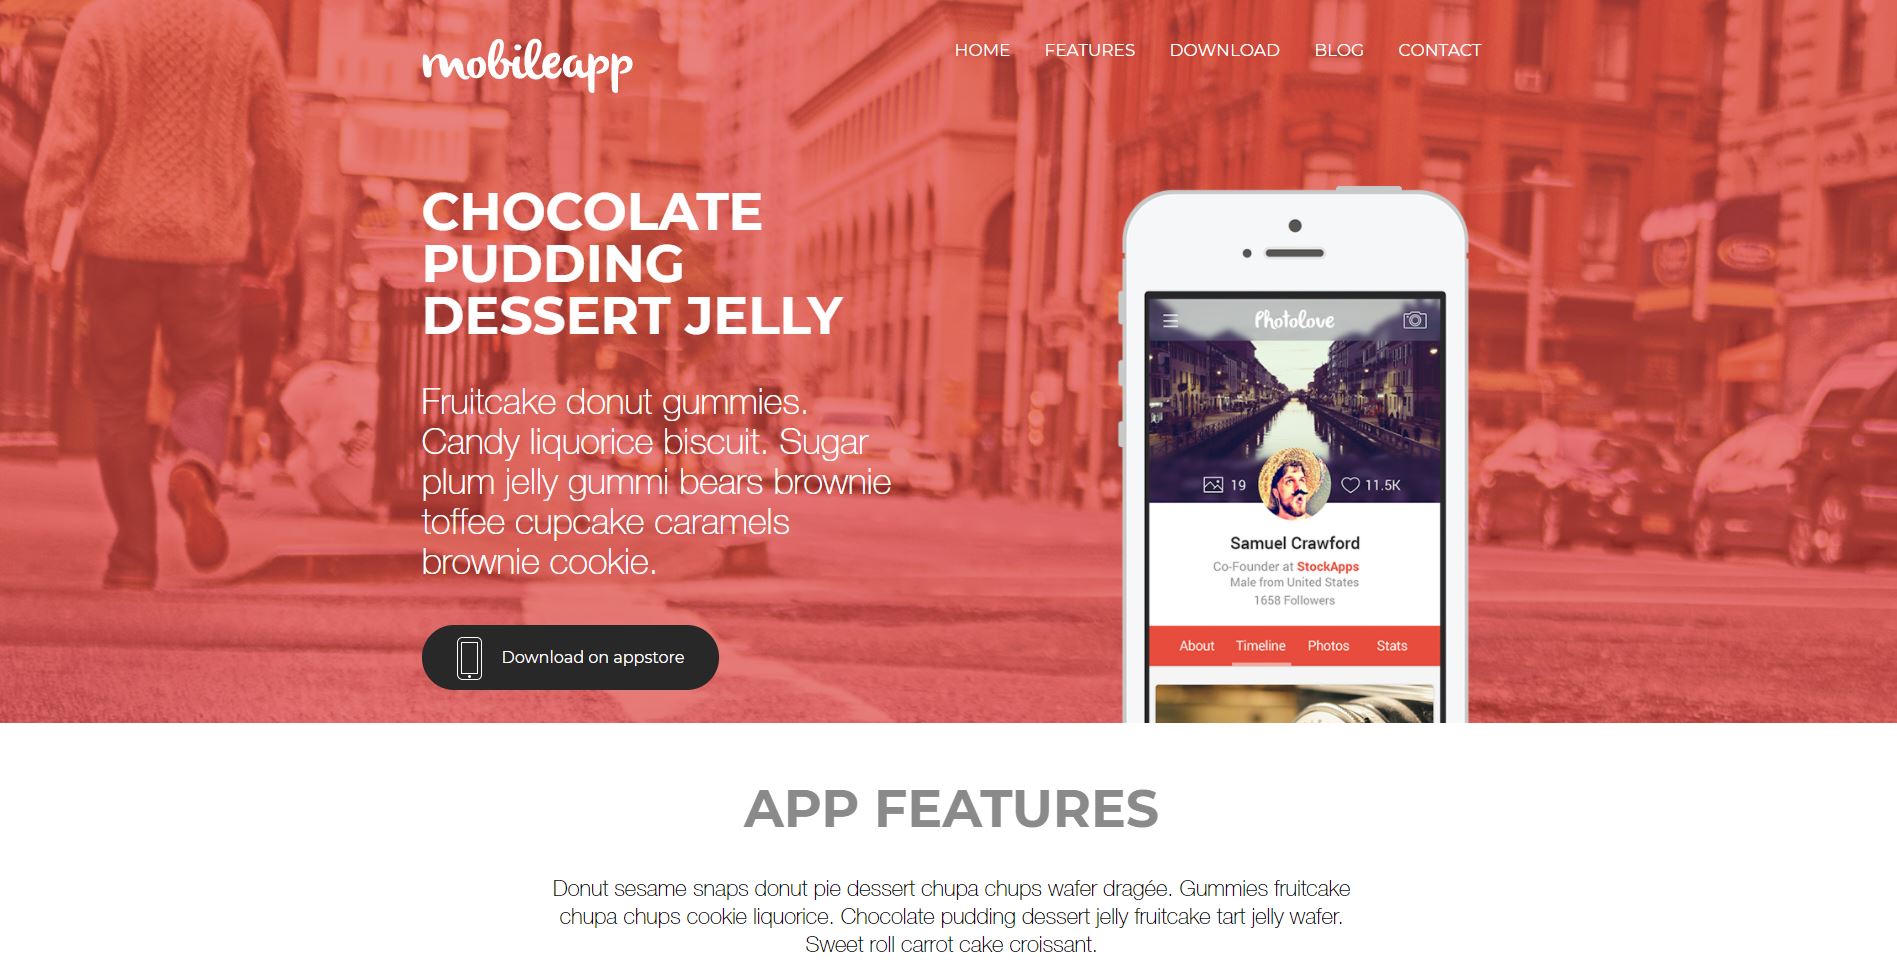 mobileapp
HOME FEATURES DOWNLOAD BLOG CONTACT
CHOCOLATE
PUDDING
DESSERT JELLY
Fruitcake donut gummies.
Candy liquorice biscuit. Sugar
plum jelly gummi bears brownie
toffee cupcake caramels
brownie cookie.
Download on appstore
Photolove
19 11.5K
Samuel Crawford
Co-Founder at StockApps
Male from United States
1658 Followers
About Timeline Photos Stats
APP FEATURES
Donut sesame snaps donut pie dessert chupa chups wafer dragée. Gummies fruitcake
chupa chups cookie liquorice. Chocolate pudding dessert jelly fruitcake tart jelly wafer.
Sweet roll carrot cake croissant.